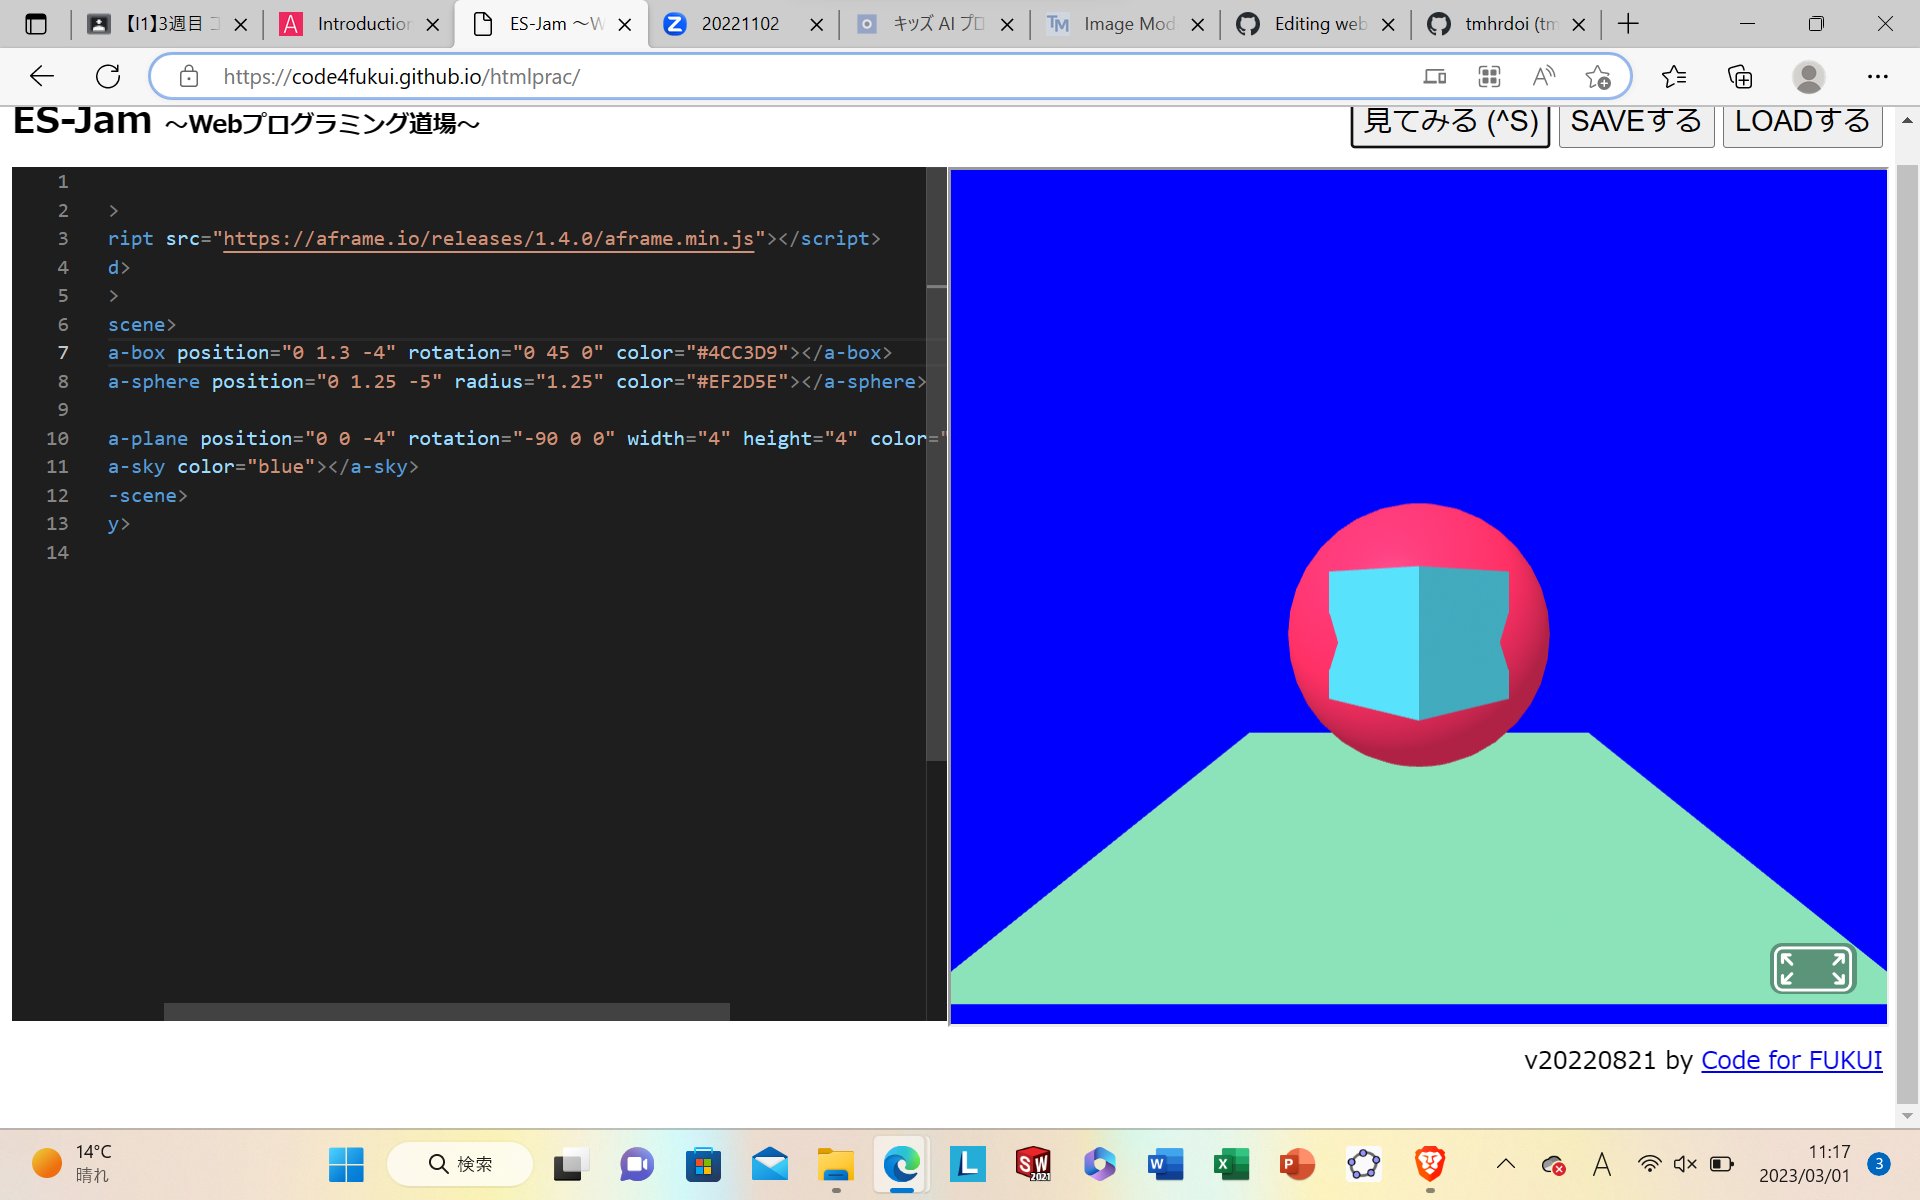 【I1】3週目
Introduction
ES-Jam ～W
20221102
キッズ AI プロ
Image Mod
Editing web
tmhrdoi (tm
https://code4fukui.github.io/htmlprac/
ES-Jam ～Webプログラミング道場～
見てみる (^S)
SAVEする
LOADする
1
2 >
3 ript src="https://aframe.io/releases/1.4.0/aframe.min.js"></script>
4 d>
5 >
6 scene>
7 a-box position="0 1.3 -4" rotation="0 45 0" color="#4CC3D9"></a-box>
8 a-sphere position="0 1.25 -5" radius="1.25" color="#EF2D5E"></a-sphere>
9
10 a-plane position="0 0 -4" rotation="-90 0 0" width="4" height="4" color="
11 a-sky color="blue"></a-sky>
12 -scene>
13 y>
14
v20220821 by Code for FUKUI
14°C
晴れ
検索
SW
2021
A
11:17
2023/03/01
3